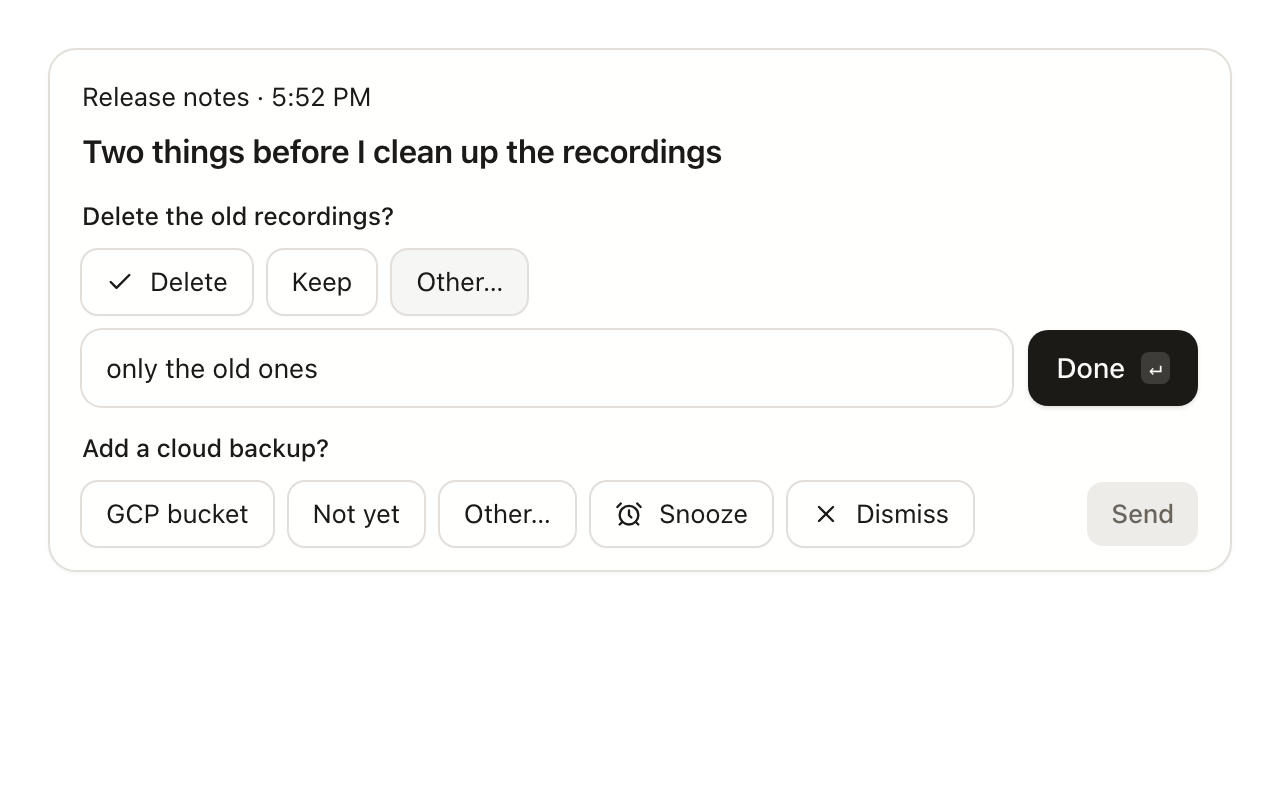 Release notes · 5:52 PM
Two things before I clean up the recordings
Delete the old recordings?
Delete Keep Other...
only the old ones Done ↵
Add a cloud backup?
GCP bucket Not yet Other... Snooze Dismiss Send